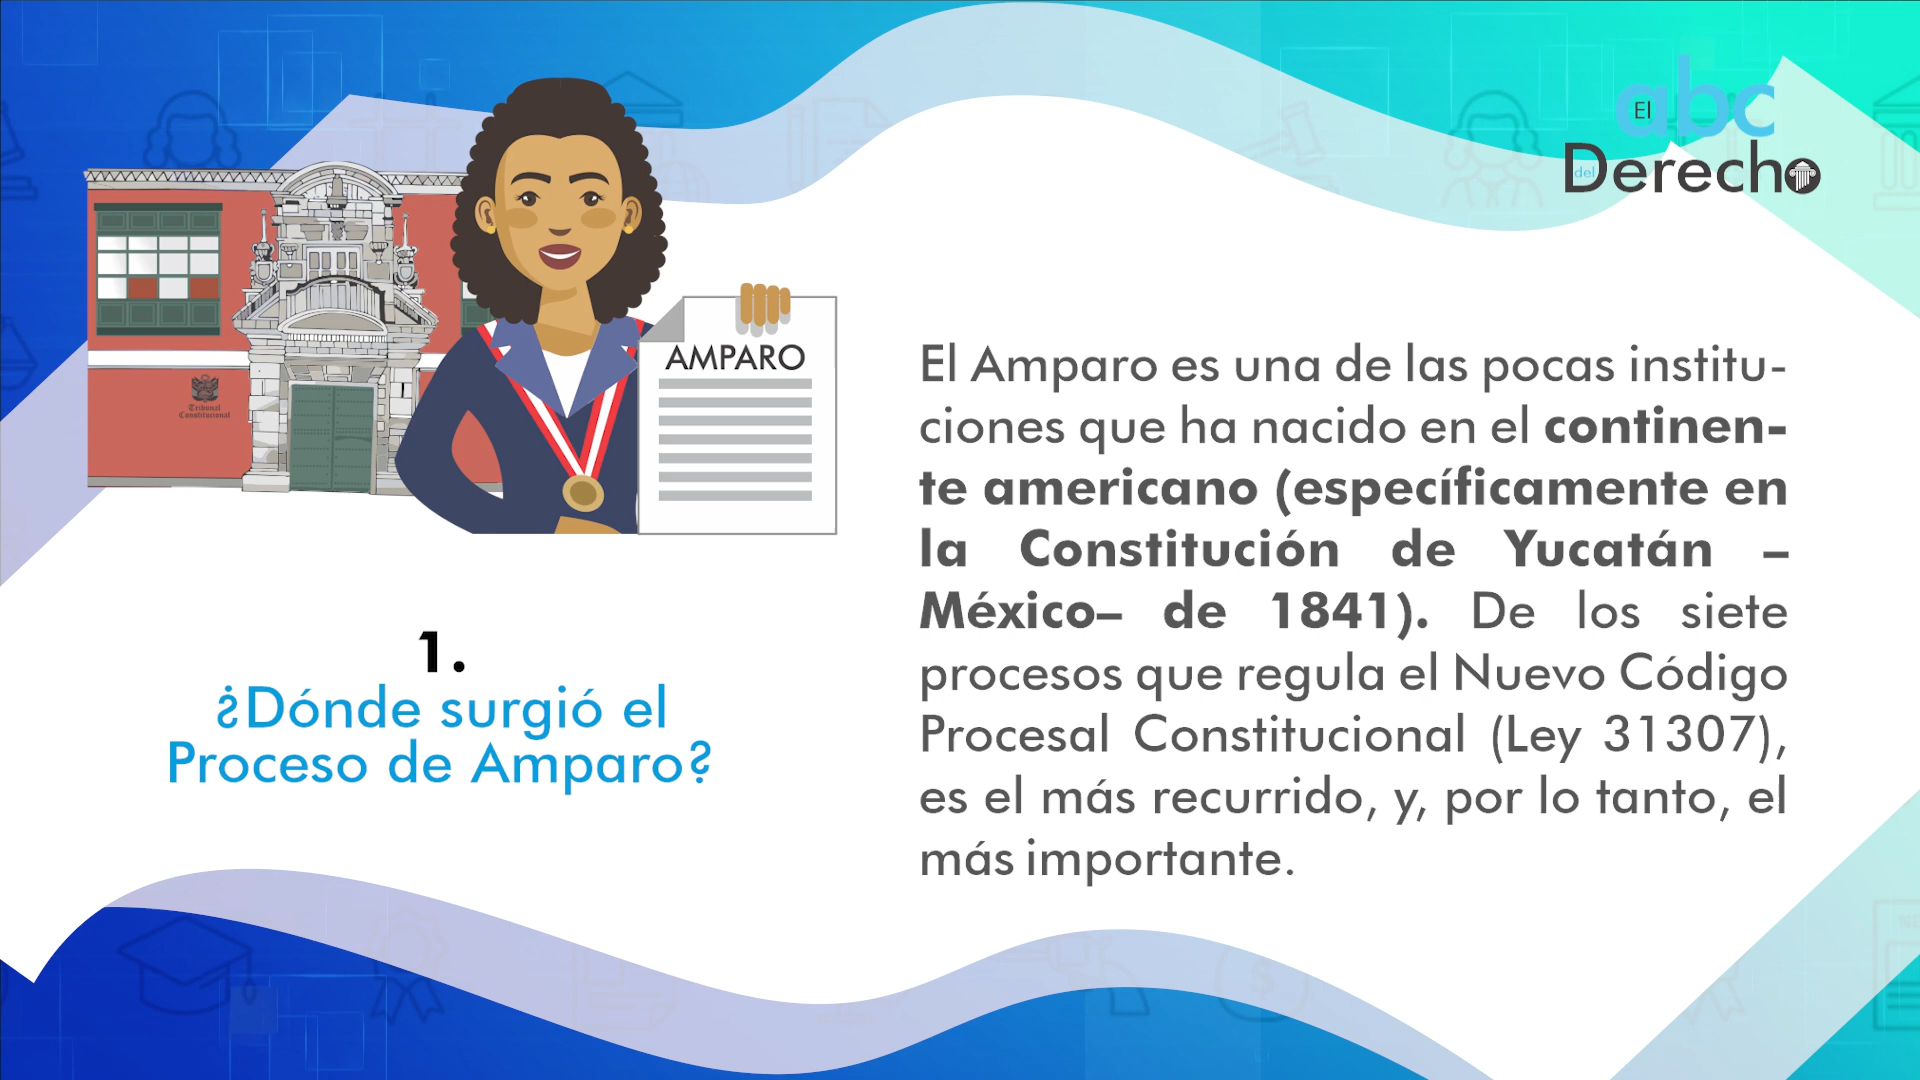 El abc
del Derecho
AMPARO
Tribunal
Constitucional
1.
¿Dónde surgió el
Proceso de Amparo?
El Amparo es una de las pocas institu-
ciones que ha nacido en el continen-
te americano (específicamente en
la Constitución de Yucatán –
México– de 1841). De los siete
procesos que regula el Nuevo Código
Procesal Constitucional (Ley 31307),
es el más recurrido, y, por lo tanto, el
más importante.